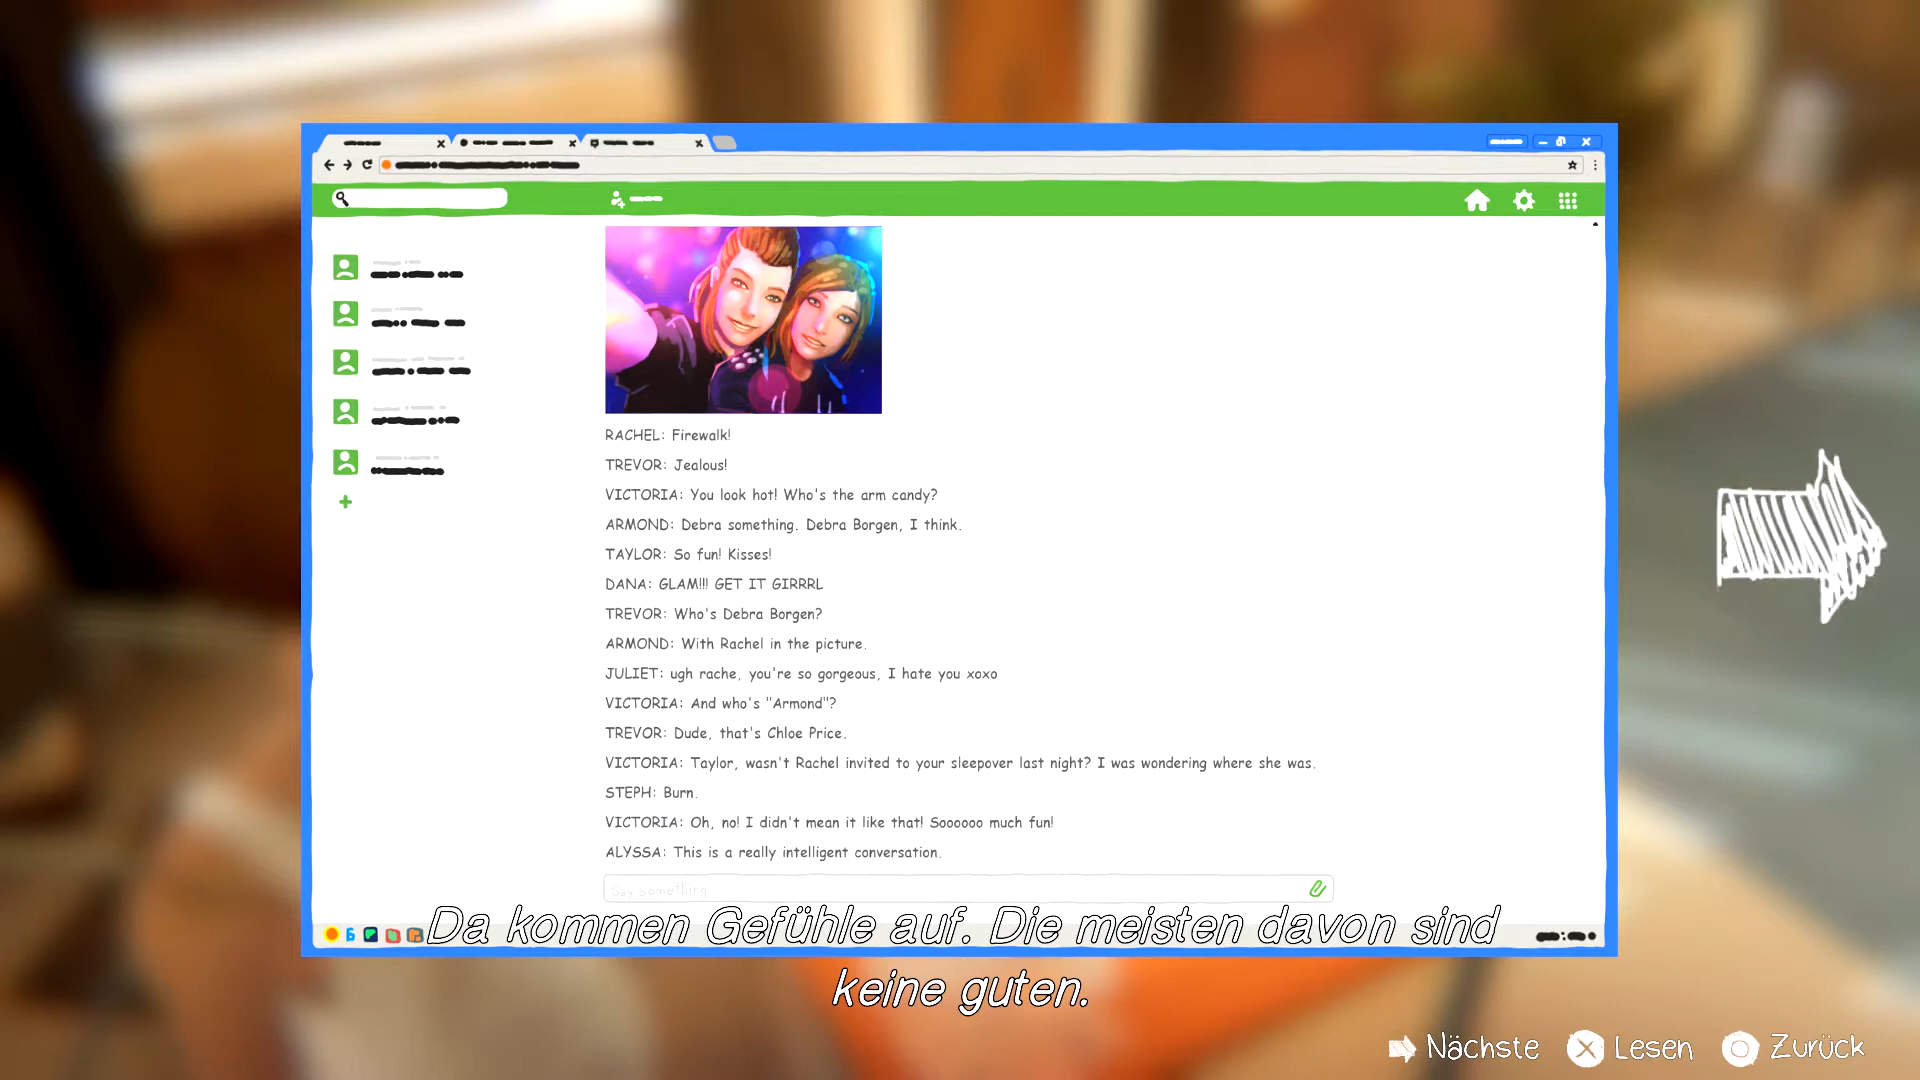 RACHEL: Firewalk!
TREVOR: Jealous!
VICTORIA: You look hot! Who's the arm candy?
ARMOND: Debra something. Debra Borgen, I think.
TAYLOR: So fun! Kisses!
DANA: GLAM!!! GET IT GIRRRL
TREVOR: Who's Debra Borgen?
ARMOND: With Rachel in the picture.
JULIET: ugh rache, you're so gorgeous, I hate you xoxo
VICTORIA: And who's "Armond"?
TREVOR: Dude, that's Chloe Price.
VICTORIA: Taylor, wasn't Rachel invited to your sleepover last night? I was wondering where she was.
STEPH: Burn.
VICTORIA: Oh, no! I didn't mean it like that! Soooooo much fun!
ALYSSA: This is a really intelligent conversation.
Say something
Da kommen Gefühle auf. Die meisten davon sind
keine guten.
Nächste Lesen Zurück